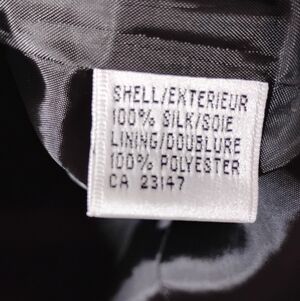 SHELL/EXTERIEUR
100% SILK/SOIE
LINING/DOUBLURE
100% POLYESTER
CA 23147